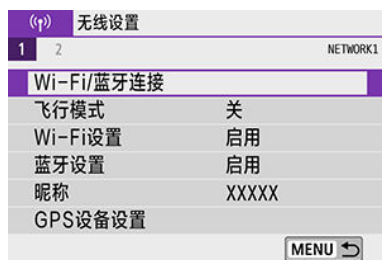 无线设置
1 2 NETWORK1
Wi-Fi/蓝牙连接
飞行模式 关
Wi-Fi设置 启用
蓝牙设置 启用
昵称 XXXXX
GPS设备设置
MENU